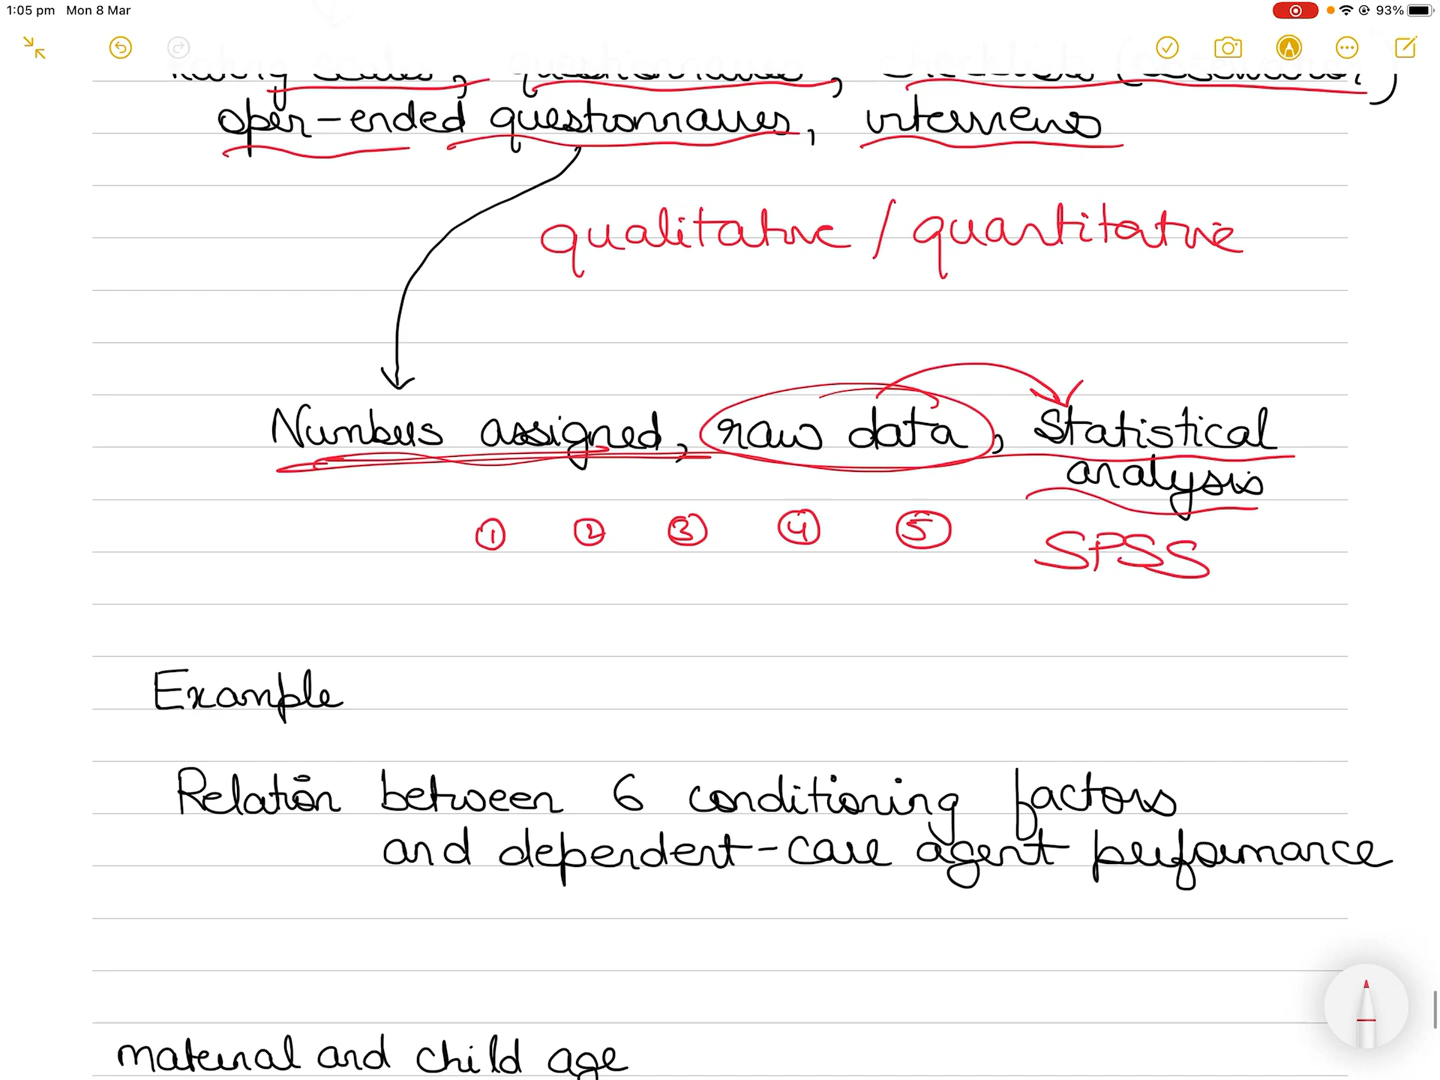 1:05 pm Mon 8 Mar 93%
questionnaires,
open-ended questionnaires, interviews
qualitative / quantitative
Numbers assigned, raw data, Statistical
analysis
1 2 3 4 5 SPSS
Example
Relation between 6 conditioning factors
and dependent-care agent performance
maternal and child age